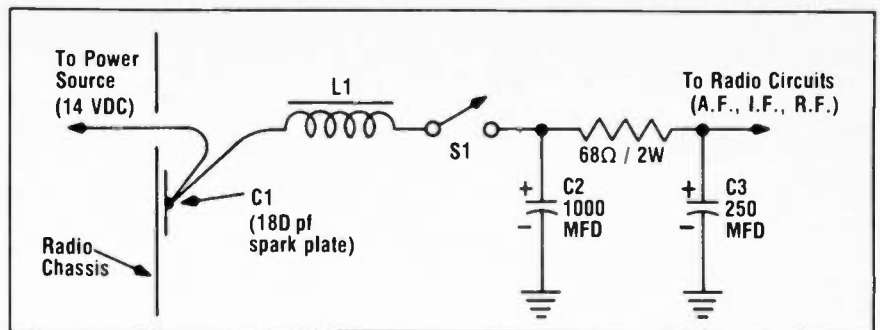 To Power
Source
(14 VDC)
L1
S1
To Radio Circuits
(A.F., I.F., R.F.)
68Ω / 2W
C1
(18D pf
spark plate)
Radio
Chassis
+ C2
1000
– MFD
+ C3
250
– MFD